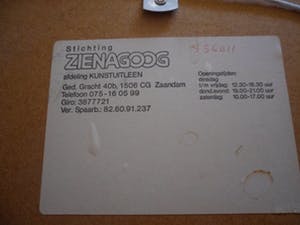 Stichting
ZIENAGOOG
afdeling KUNSTUITLEEN
Ged. Gracht 40b, 1506 CG Zaandam
Telefoon 075-16 05 99
Giro: 3877721
Ver. Spaarb.: 82.60.91.237
Openingstijden:
dinsdag
t/m vrijdag: 12.30-16.30 uur
dond.avond: 19.00-21.00 uur
zaterdag: 10.00-17.00 uur